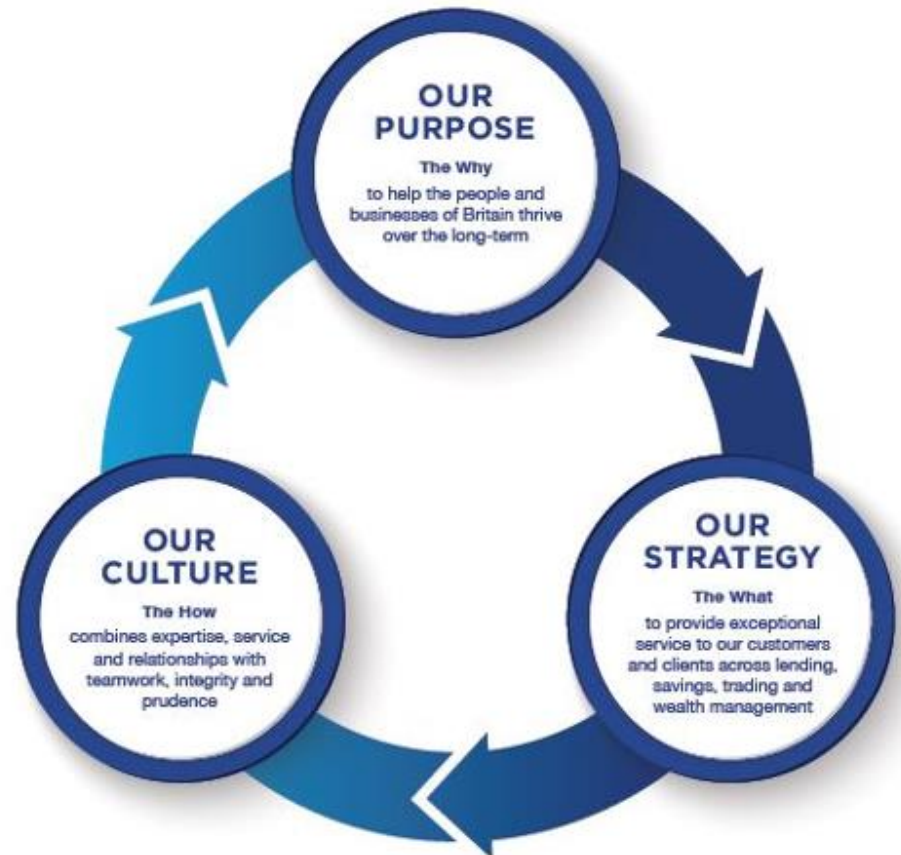 OUR
PURPOSE
The Why
to help the people and
businesses of Britain thrive
over the long-term
OUR
STRATEGY
The What
to provide exceptional
service to our customers
and clients across lending,
savings, trading and
wealth management
OUR
CULTURE
The How
combines expertise, service
and relationships with
teamwork, integrity and
prudence